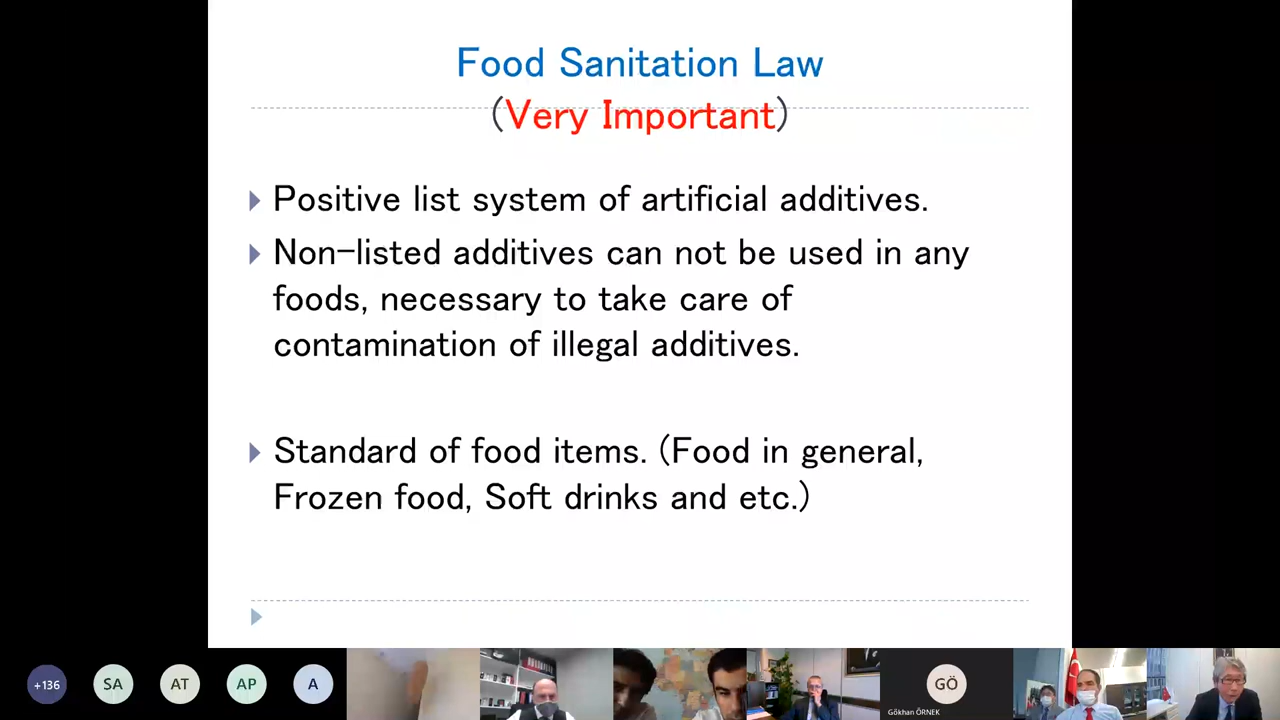 Food Sanitation Law
(Very Important)
Positive list system of artificial additives.
Non-listed additives can not be used in any
foods, necessary to take care of
contamination of illegal additives.
Standard of food items. (Food in general,
Frozen food, Soft drinks and etc.)
+136
SA
AT
AP
A
GÖ
Gökhan ÖRNEK